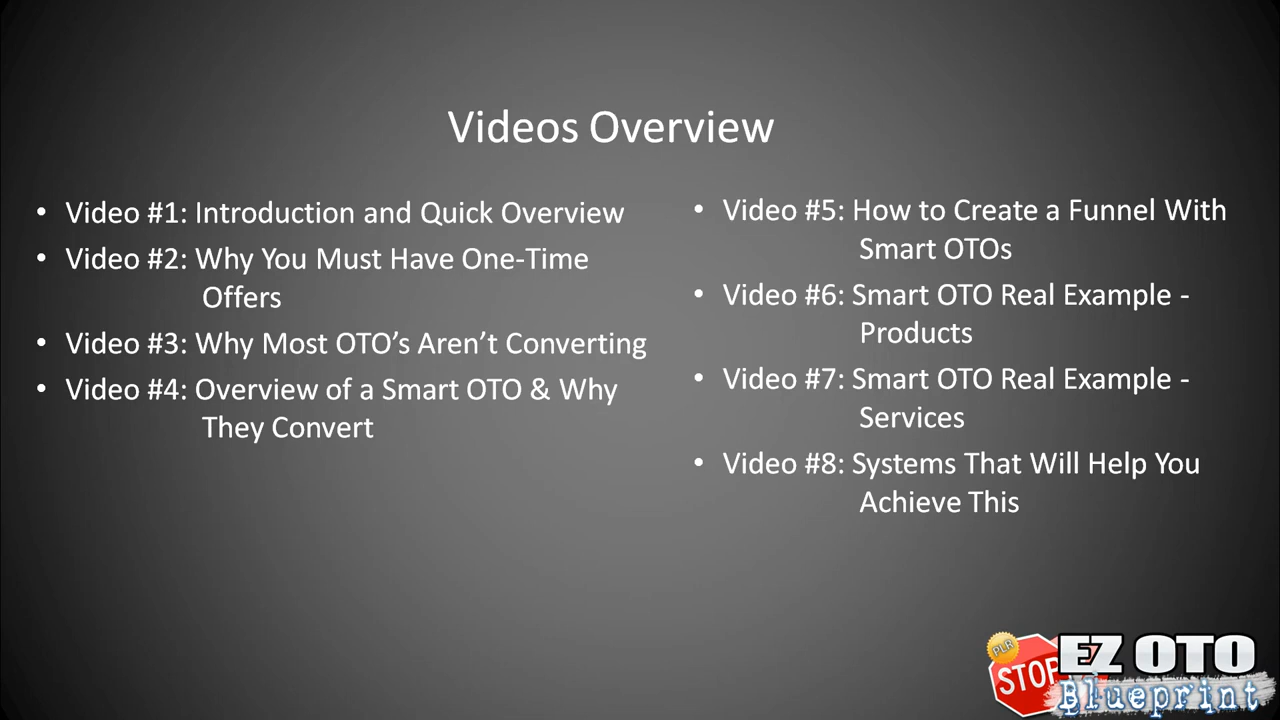 Videos Overview
• Video #1: Introduction and Quick Overview
• Video #2: Why You Must Have One-Time
Offers
• Video #3: Why Most OTO’s Aren’t Converting
• Video #4: Overview of a Smart OTO & Why
They Convert
• Video #5: How to Create a Funnel With
Smart OTOs
• Video #6: Smart OTO Real Example -
Products
• Video #7: Smart OTO Real Example -
Services
• Video #8: Systems That Will Help You
Achieve This
PLR
STOP
EZ OTO
Blueprint